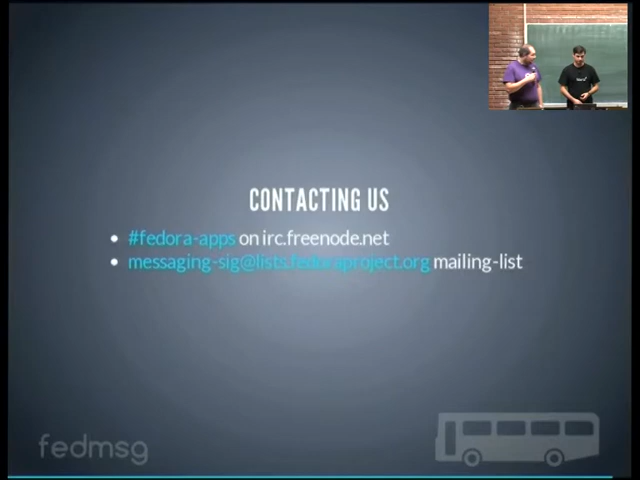 CONTACTING US
#fedora-apps on irc.freenode.net
messaging-sig@lists.fedoraproject.org mailing-list
fedmsg